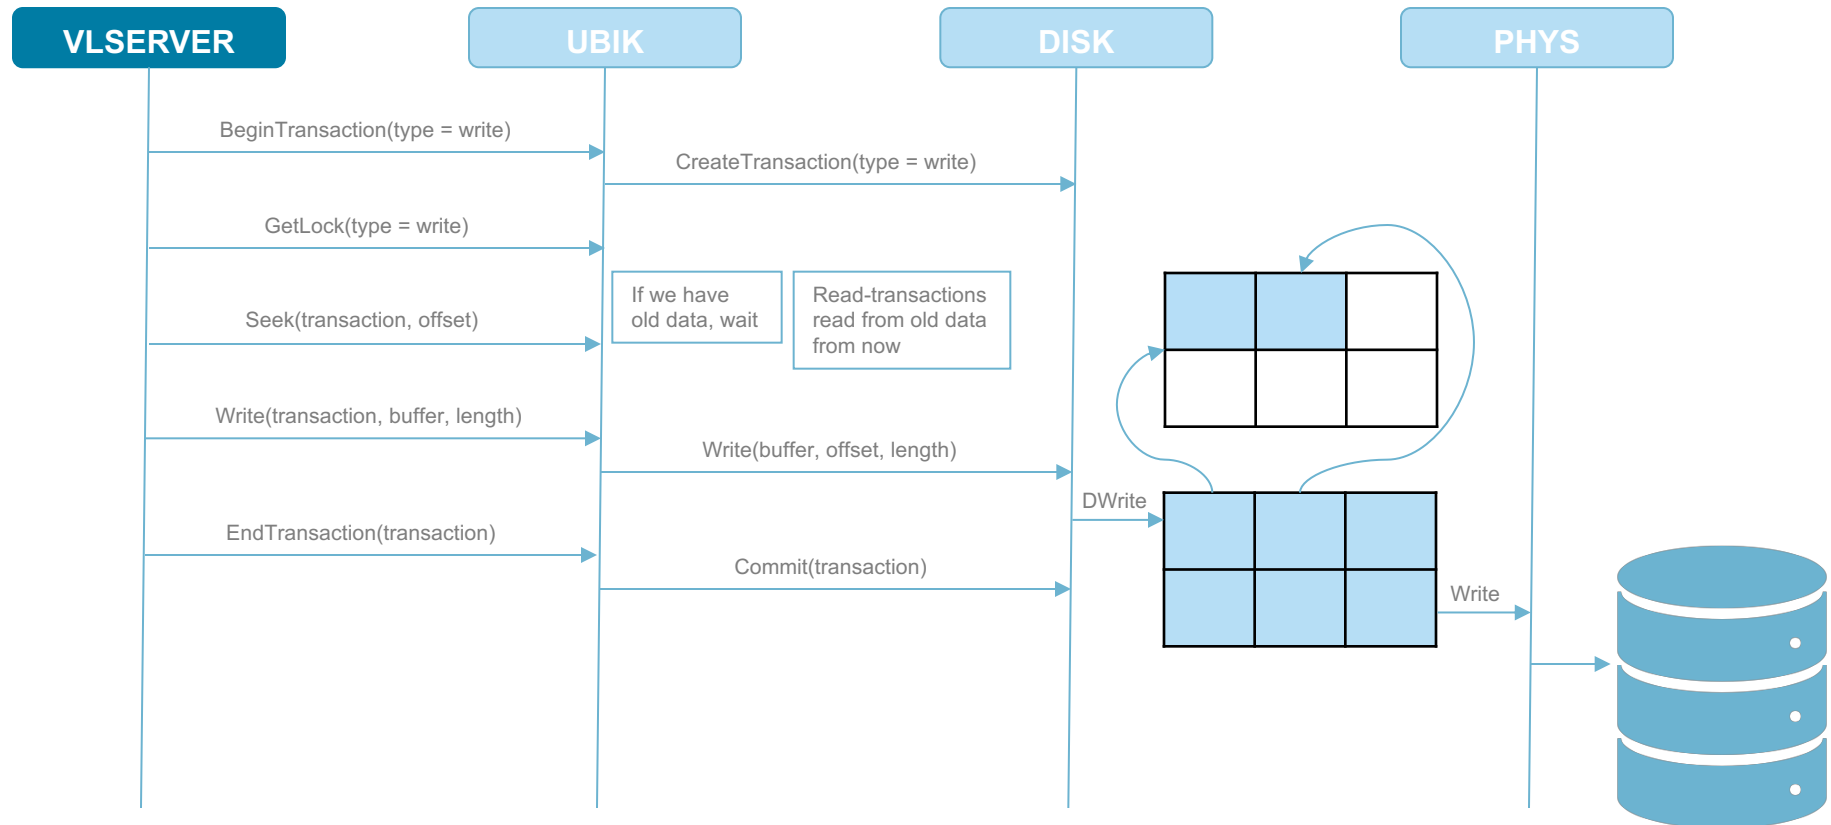 VLSERVER
UBIK
DISK
PHYS
BeginTransaction(type = write)
CreateTransaction(type = write)
GetLock(type = write)
If we have
old data, wait
Read-transactions
read from old data
from now
Seek(transaction, offset)
Write(transaction, buffer, length)
Write(buffer, offset, length)
DWrite
EndTransaction(transaction)
Commit(transaction)
Write